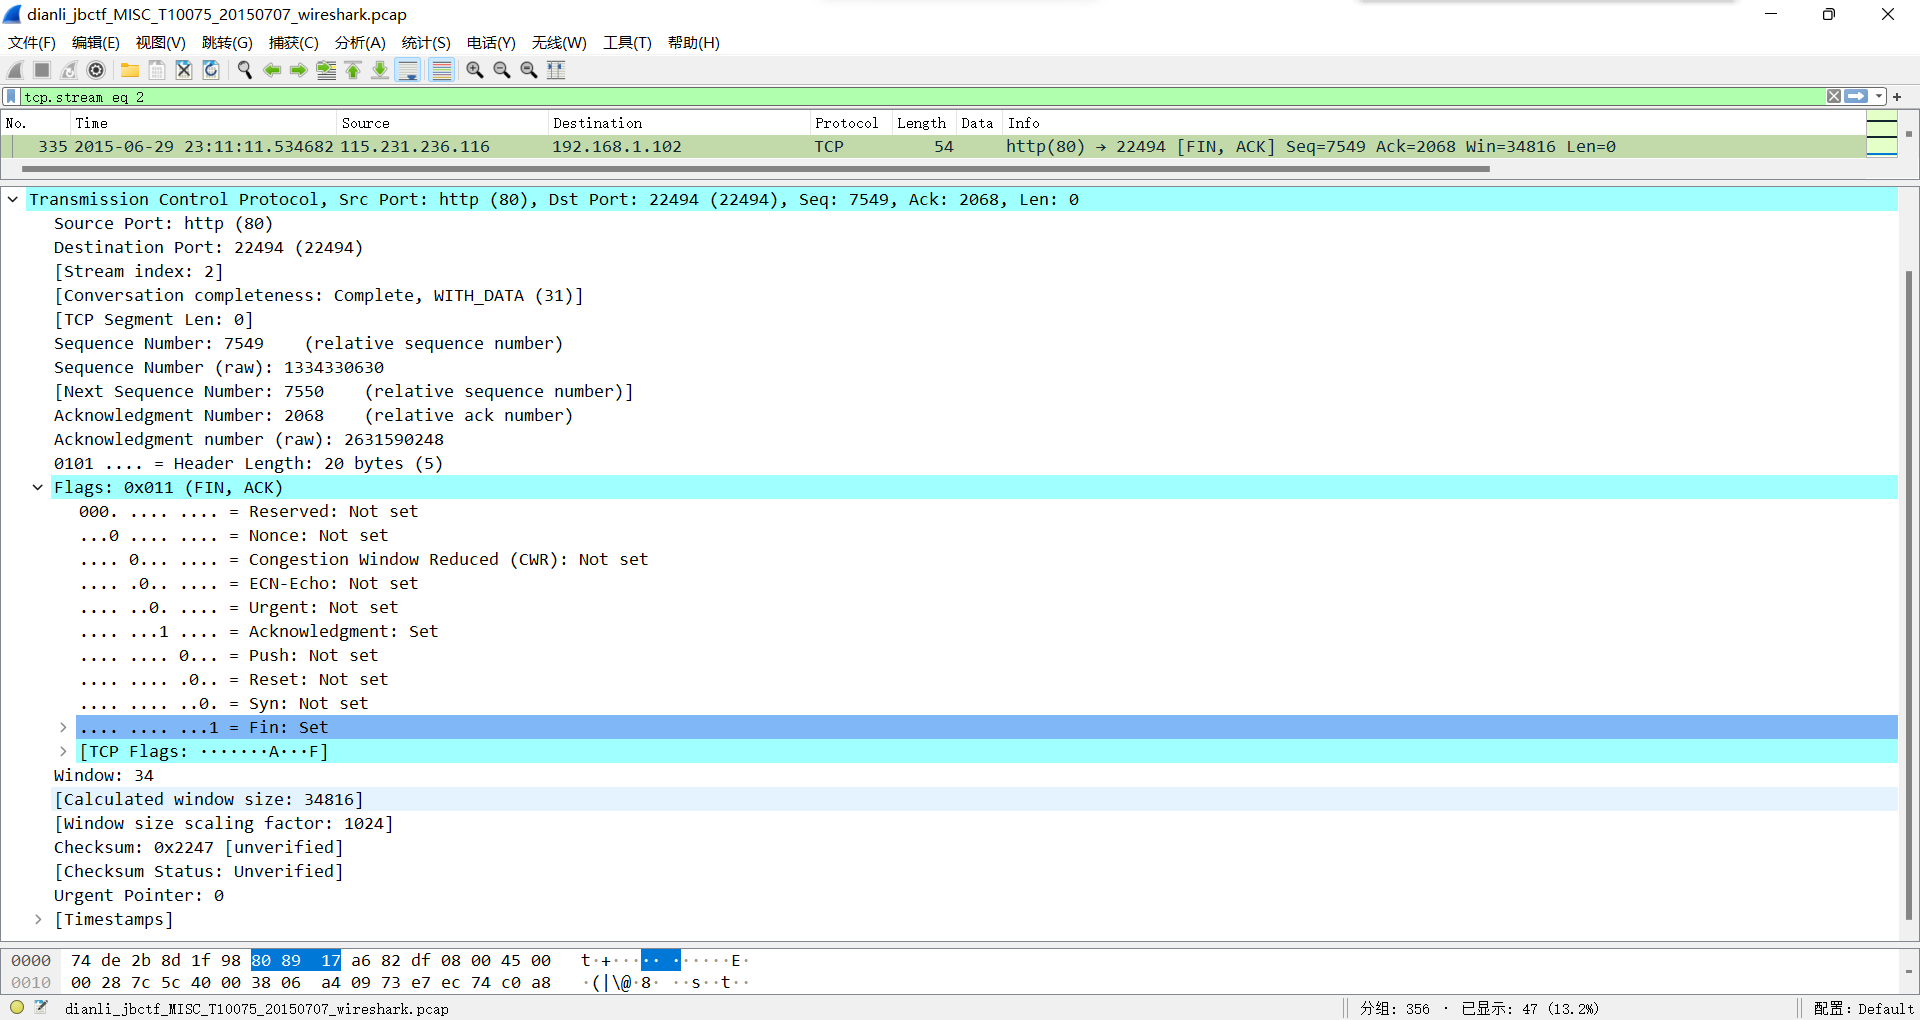 dianli_jbctf_MISC_T10075_20150707_wireshark.pcap
文件(F) 编辑(E) 视图(V) 跳转(G) 捕获(C) 分析(A) 统计(S) 电话(Y) 无线(W) 工具(T) 帮助(H)
tcp.stream eq 2
No. Time Source Destination Protocol Length Data Info
335 2015-06-29 23:11:11.534682 115.231.236.116 192.168.1.102 TCP 54 http(80) → 22494 [FIN, ACK] Seq=7549 Ack=2068 Win=34816 Len=0
Transmission Control Protocol, Src Port: http (80), Dst Port: 22494 (22494), Seq: 7549, Ack: 2068, Len: 0
Source Port: http (80)
Destination Port: 22494 (22494)
[Stream index: 2]
[Conversation completeness: Complete, WITH_DATA (31)]
[TCP Segment Len: 0]
Sequence Number: 7549    (relative sequence number)
Sequence Number (raw): 1334330630
[Next Sequence Number: 7550    (relative sequence number)]
Acknowledgment Number: 2068    (relative ack number)
Acknowledgment number (raw): 2631590248
0101 .... = Header Length: 20 bytes (5)
Flags: 0x011 (FIN, ACK)
000. .... .... = Reserved: Not set
...0 .... .... = Nonce: Not set
.... 0... .... = Congestion Window Reduced (CWR): Not set
.... .0.. .... = ECN-Echo: Not set
.... ..0. .... = Urgent: Not set
.... ...1 .... = Acknowledgment: Set
.... .... 0... = Push: Not set
.... .... .0.. = Reset: Not set
.... .... ..0. = Syn: Not set
.... .... ...1 = Fin: Set
[TCP Flags: ·······A···F]
Window: 34
[Calculated window size: 34816]
[Window size scaling factor: 1024]
Checksum: 0x2247 [unverified]
[Checksum Status: Unverified]
Urgent Pointer: 0
[Timestamps]
0000 74 de 2b 8d 1f 98 80 89 17 a6 82 df 08 00 45 00 t·+····· ······E·
0010 00 28 7c 5c 40 00 38 06 a4 09 73 e7 ec 74 c0 a8 ·(|\@·8· ··s··t··
dianli_jbctf_MISC_T10075_20150707_wireshark.pcap 分组: 356 · 已显示: 47 (13.2%) 配置: Default